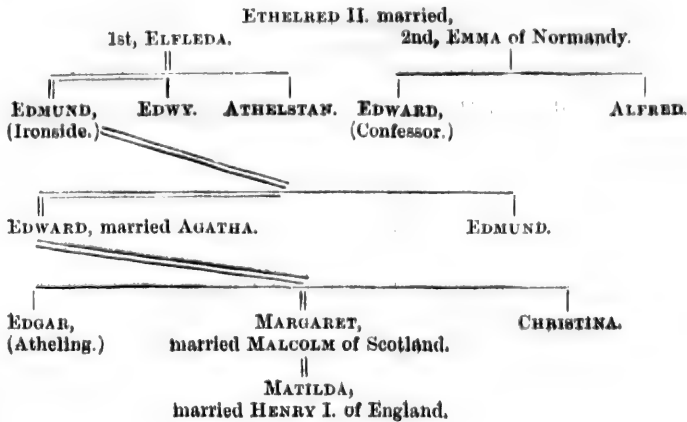 ETHELRED II. married,
1st, ELFLEDA. 2nd, EMMA of Normandy.
EDMUND, EDWY. ATHELSTAN. EDWARD, ALFRED.
(Ironside.) (Confessor.)
EDWARD, married AGATHA. EDMUND.
EDGAR, MARGARET, CHRISTINA.
(Atheling.) married MALCOLM of Scotland.
MATILDA,
married HENRY I. of England.